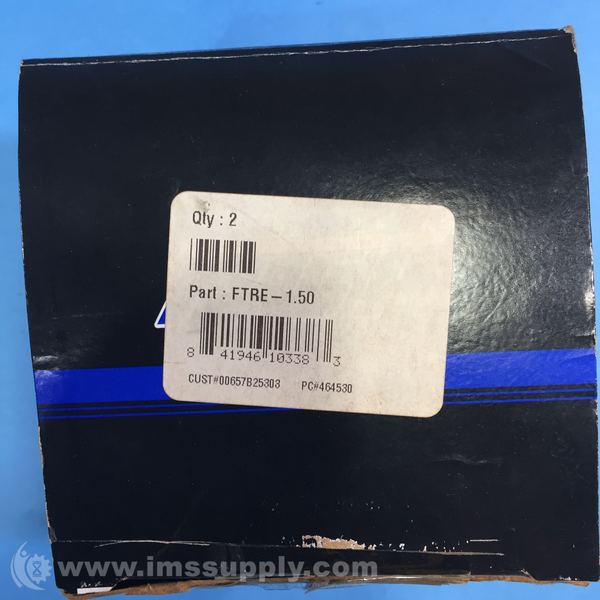 Qty : 2
Part : FTRE-1.50
8 41946 10338 3
CUST#00657B25303 PC#464530
www.imssupply.com